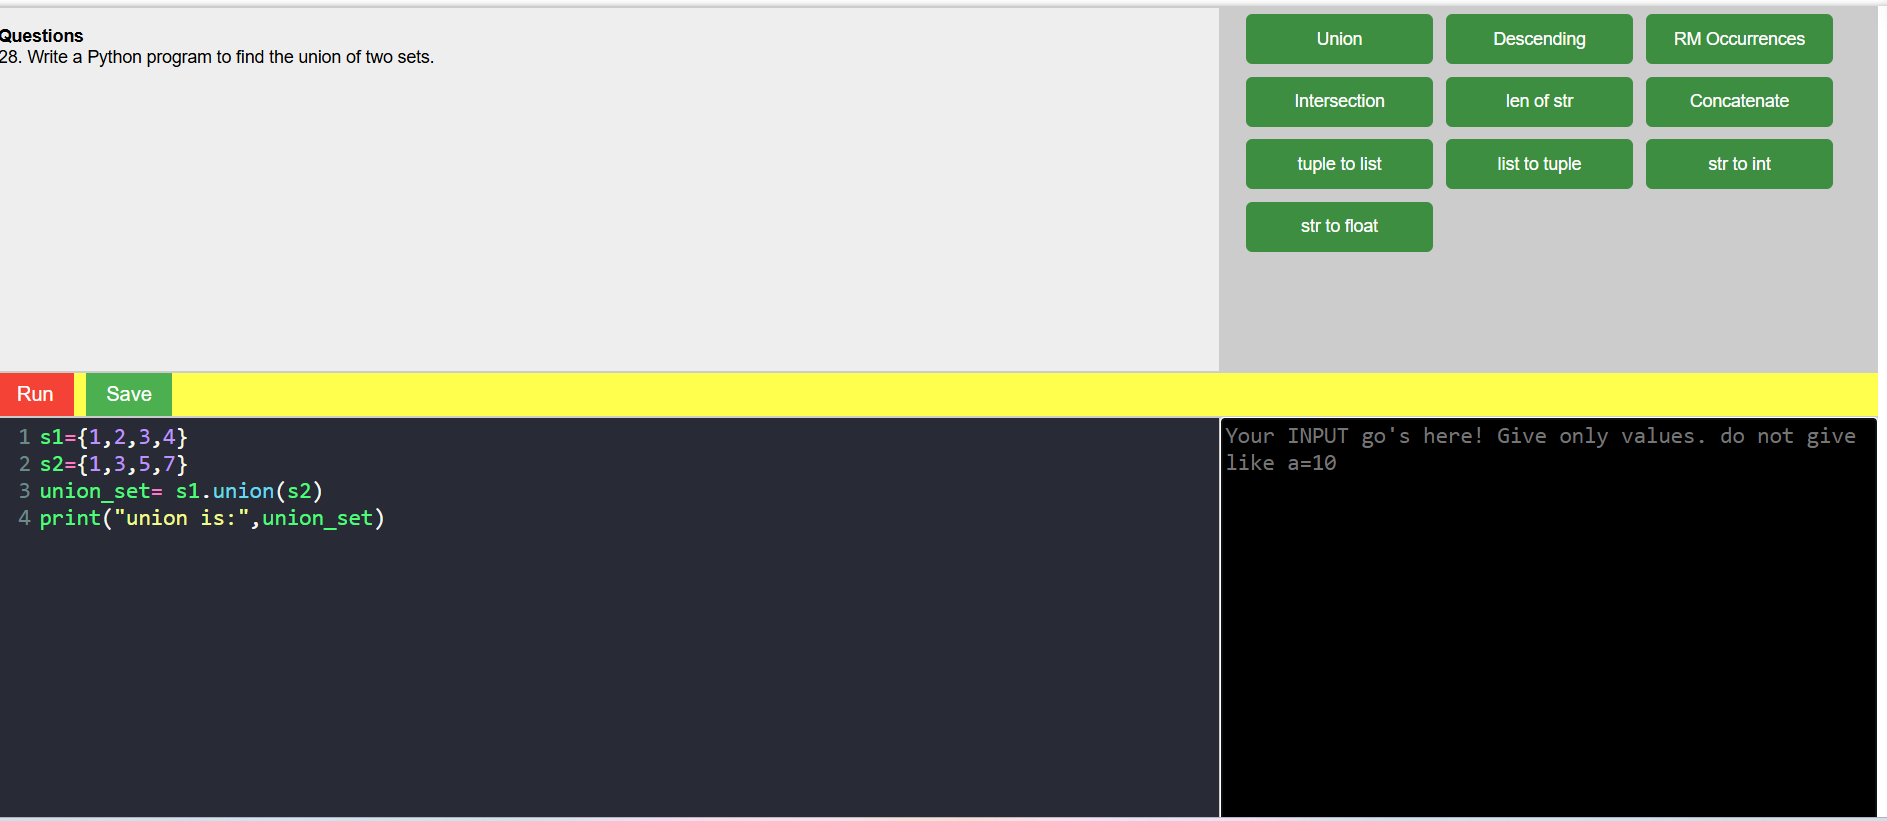 Questions
28. Write a Python program to find the union of two sets.
Union
Descending
RM Occurrences
Intersection
len of str
Concatenate
tuple to list
list to tuple
str to int
str to float
Run
Save
1 s1={1,2,3,4}
2 s2={1,3,5,7}
3 union_set= s1.union(s2)
4 print("union is:",union_set)
Your INPUT go's here! Give only values. do not give
like a=10